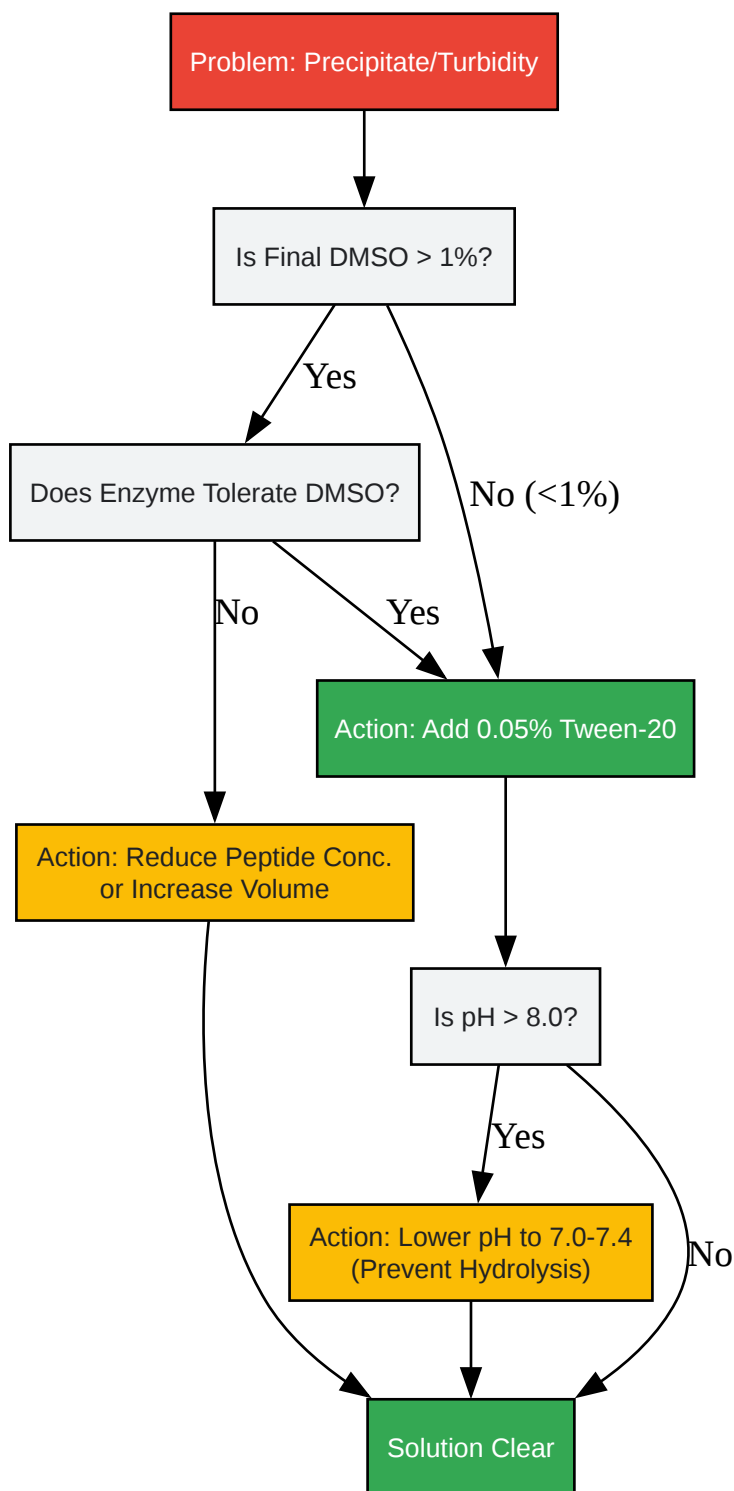 Problem: Precipitate/Turbidity
Is Final DMSO > 1%?
Yes
Does Enzyme Tolerate DMSO?
No (<1%)
No
Yes
Action: Add 0.05% Tween-20
Action: Reduce Peptide Conc.
or Increase Volume
Is pH > 8.0?
Yes
Action: Lower pH to 7.0-7.4
(Prevent Hydrolysis)
No
Solution Clear